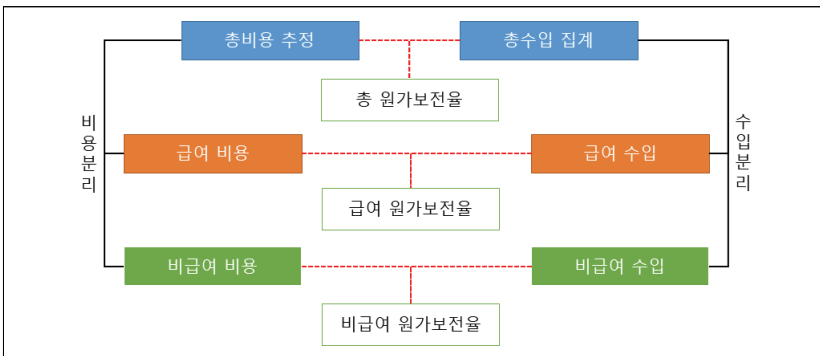 총비용 추정
총수입 집계
총 원가보전율
비용분리
수입분리
급여 비용
급여 수입
급여 원가보전율
비급여 비용
비급여 수입
비급여 원가보전율